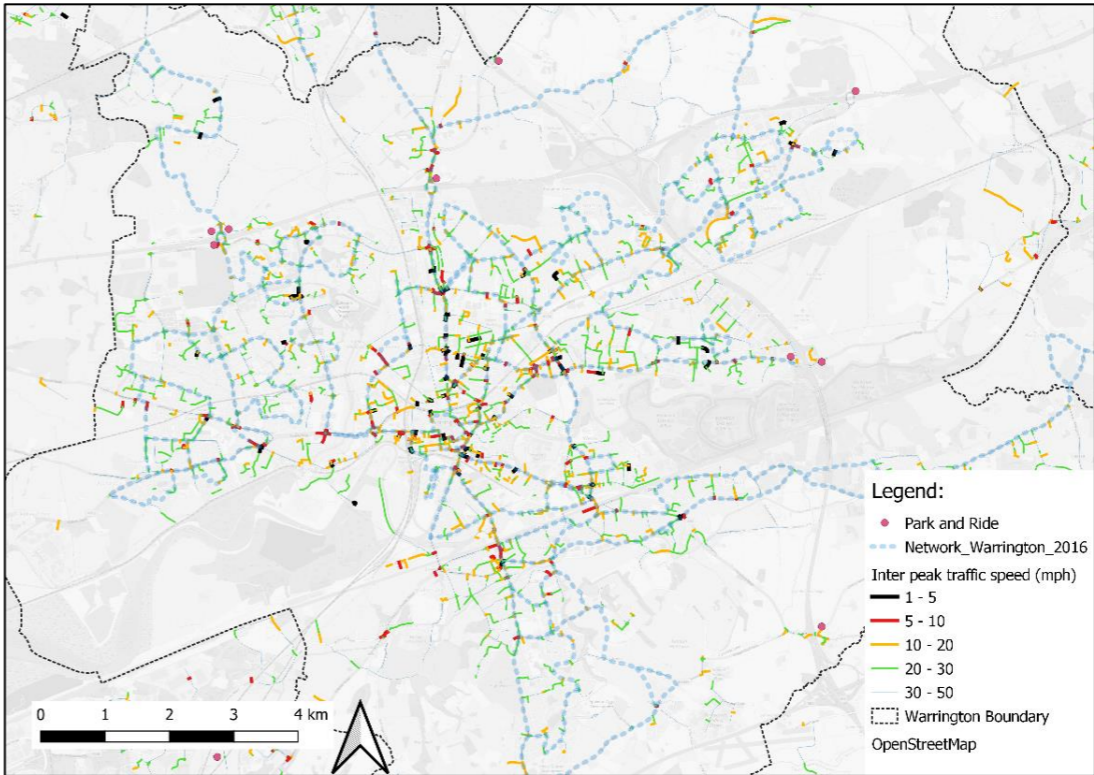 Legend:
Park and Ride
Network_Warrington_2016
Inter peak traffic speed (mph)
1 - 5
5 - 10
10 - 20
20 - 30
30 - 50
Warrington Boundary
OpenStreetMap
0 1 2 3 4 km